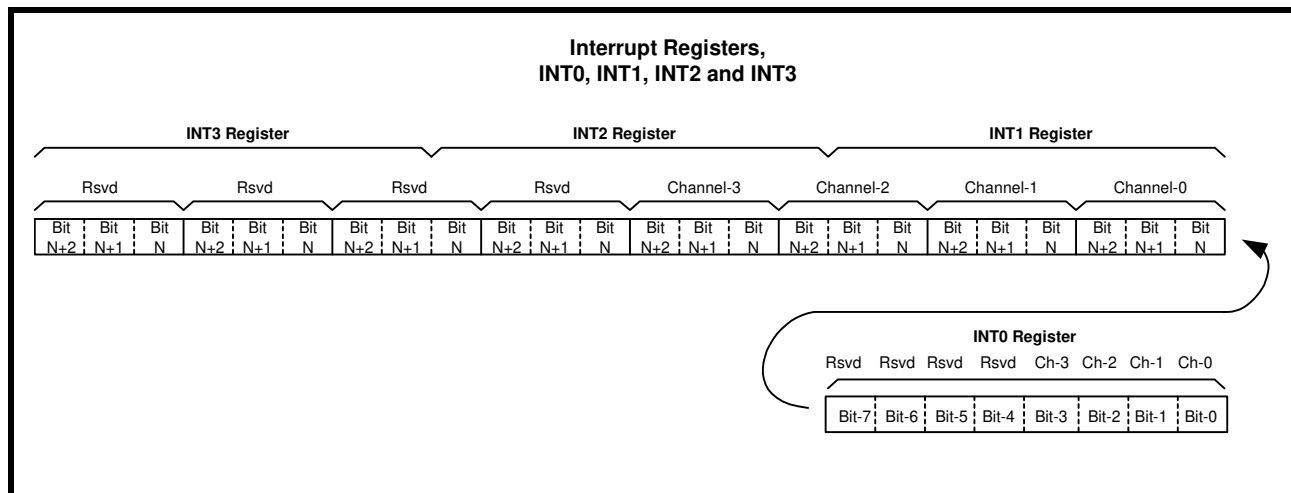 Interrupt Registers,
INT0, INT1, INT2 and INT3
INT3 Register INT2 Register INT1 Register
Rsvd Rsvd Rsvd Rsvd Channel-3 Channel-2 Channel-1 Channel-0
Bit Bit Bit Bit Bit Bit Bit Bit Bit Bit Bit Bit Bit Bit Bit Bit Bit Bit Bit Bit Bit Bit Bit Bit
N+2 N+1 N N+2 N+1 N N+2 N+1 N N+2 N+1 N N+2 N+1 N N+2 N+1 N N+2 N+1 N N+2 N+1 N
INT0 Register
Rsvd Rsvd Rsvd Rsvd Ch-3 Ch-2 Ch-1 Ch-0
Bit-7 Bit-6 Bit-5 Bit-4 Bit-3 Bit-2 Bit-1 Bit-0